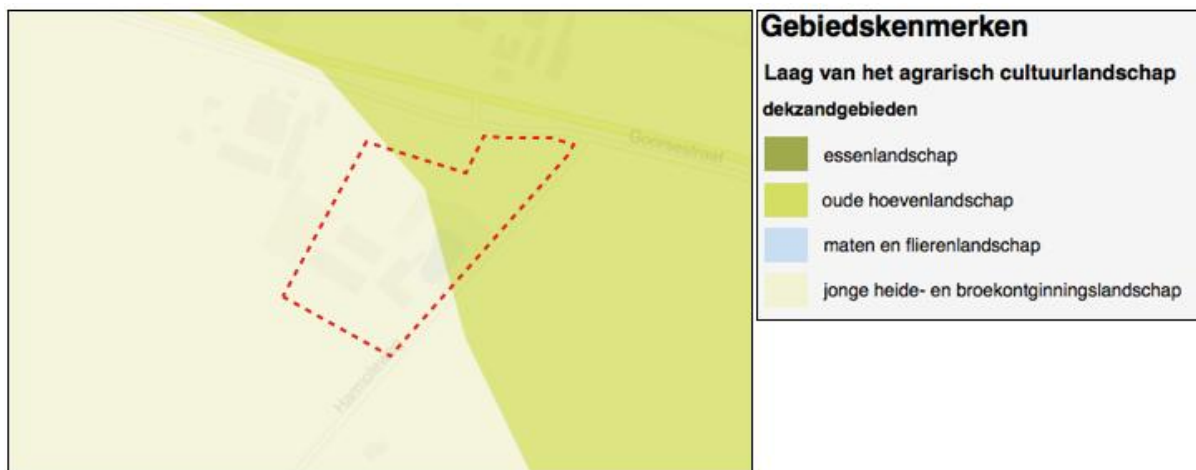 Goorsestraat
Gebiedskenmerken
Laag van het agrarisch cultuurlandschap
dekzandgebieden
essenlandschap
oude hoevenlandschap
maten en flierenlandschap
jonge heide- en broekontginningslandschap